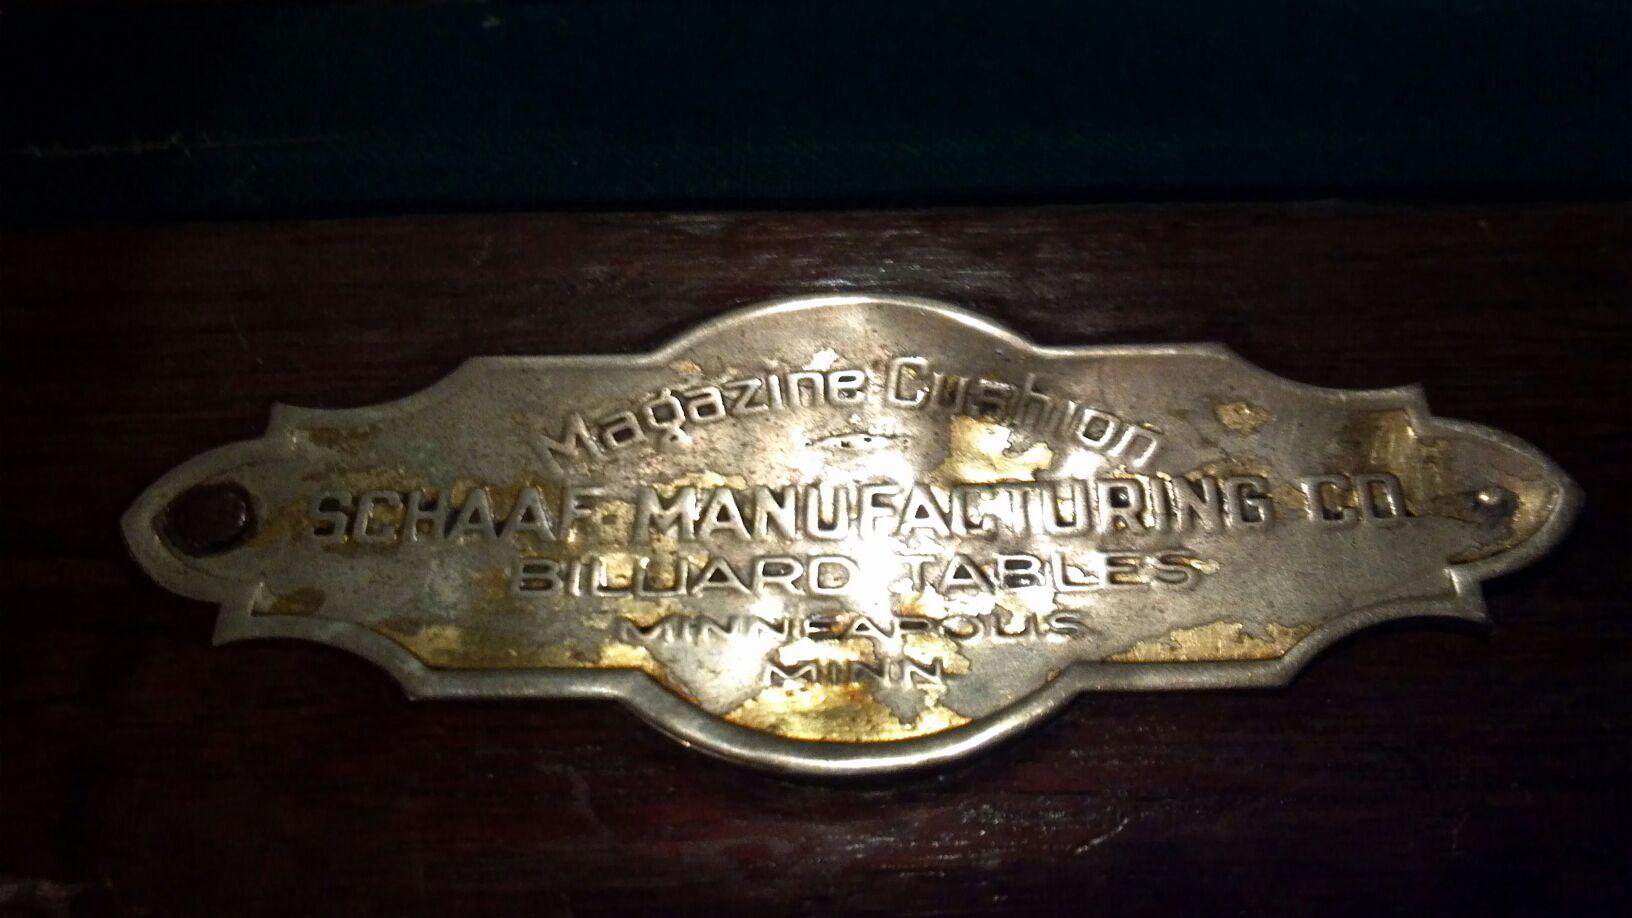 Magazine Cushion
SCHAAF MANUFACTURING CO.
BILLIARD TABLES
MINNEAPOLIS
MINN